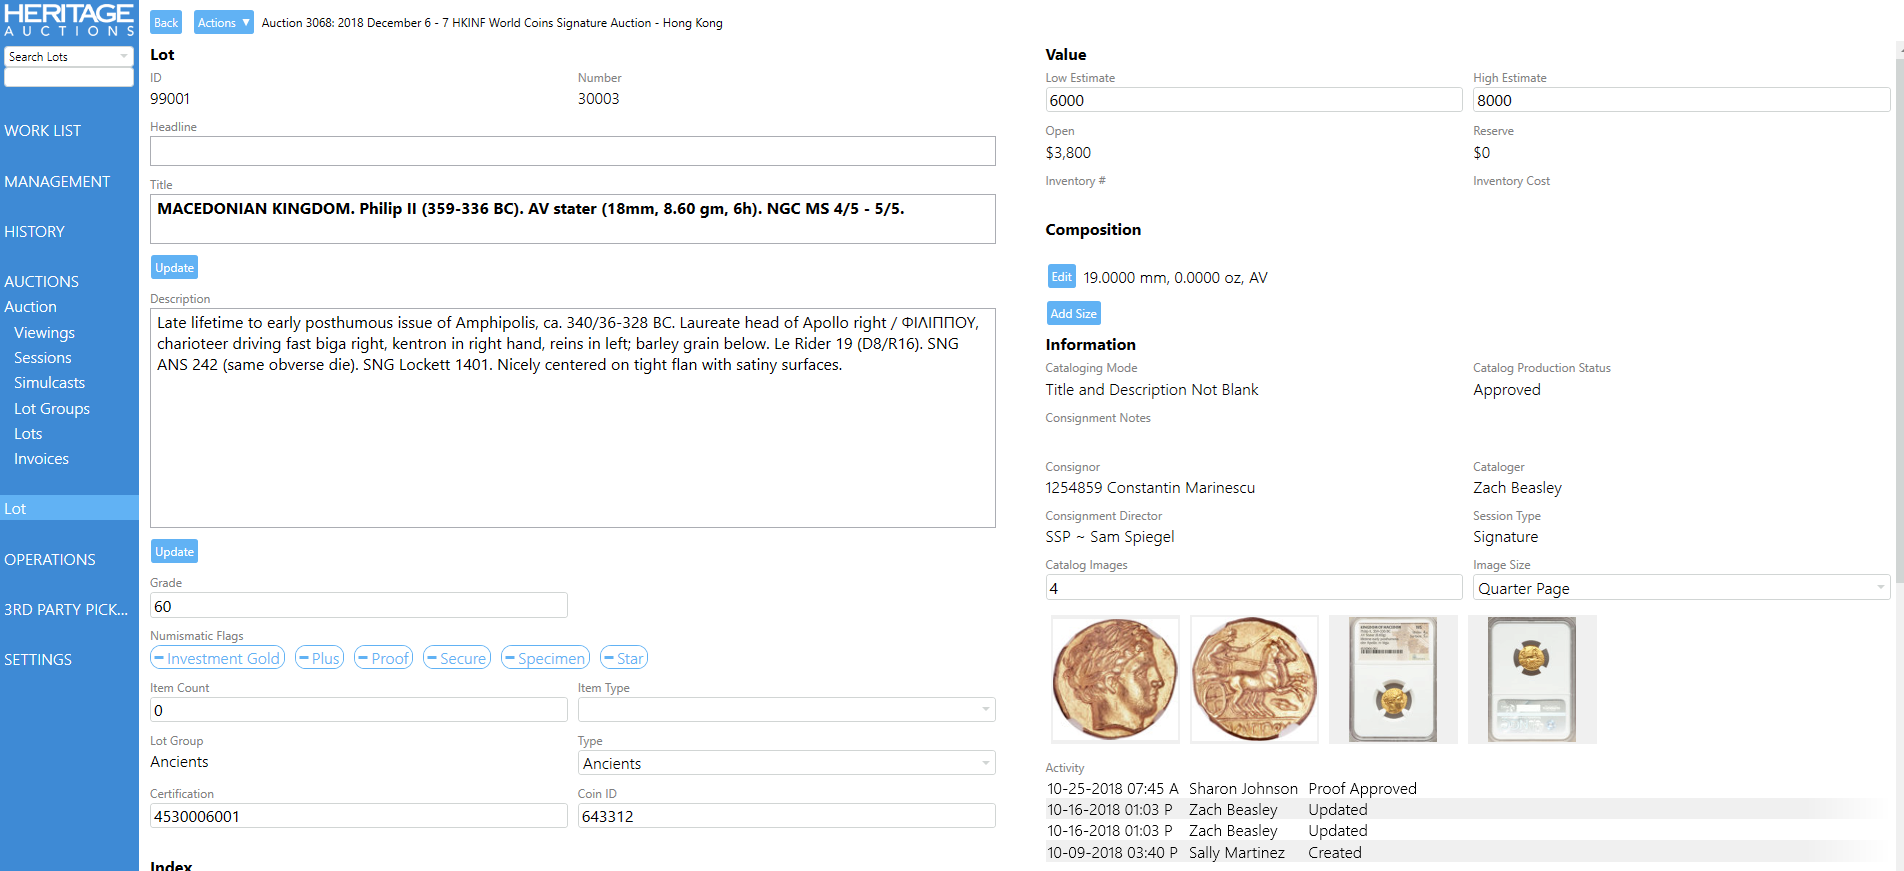 HERITAGE
AUCTIONS
Search Lots
WORK LIST
MANAGEMENT
HISTORY
AUCTIONS
Auction
Viewings
Sessions
Simulcasts
Lot Groups
Lots
Invoices
Lot
OPERATIONS
3RD PARTY PICK...
SETTINGS
Back
Actions ▼
Auction 3068: 2018 December 6 - 7 HKINF World Coins Signature Auction - Hong Kong
Lot
ID
Number
99001
30003
Headline
Title
MACEDONIAN KINGDOM. Philip II (359-336 BC). AV stater (18mm, 8.60 gm, 6h). NGC MS 4/5 - 5/5.
Update
Description
Late lifetime to early posthumous issue of Amphipolis, ca. 340/36-328 BC. Laureate head of Apollo right / ΦΙΛΙΠΠΟΥ,
charioteer driving fast biga right, kentron in right hand, reins in left; barley grain below. Le Rider 19 (D8/R16). SNG
ANS 242 (same obverse die). SNG Lockett 1401. Nicely centered on tight flan with satiny surfaces.
Update
Grade
60
Numismatic Flags
Investment Gold
Plus
Proof
Secure
Specimen
Star
Item Count
Item Type
0
Lot Group
Type
Ancients
Ancients
Certification
Coin ID
4530006001
643312
Index
Value
Low Estimate
High Estimate
6000
8000
Open
Reserve
$3,800
$0
Inventory #
Inventory Cost
Composition
Edit
19.0000 mm, 0.0000 oz, AV
Add Size
Information
Cataloging Mode
Catalog Production Status
Title and Description Not Blank
Approved
Consignment Notes
Consignor
Cataloger
1254859 Constantin Marinescu
Zach Beasley
Consignment Director
Session Type
SSP ~ Sam Spiegel
Signature
Catalog Images
Image Size
4
Quarter Page
Activity
10-25-2018 07:45 A Sharon Johnson Proof Approved
10-16-2018 01:03 P Zach Beasley Updated
10-16-2018 01:03 P Zach Beasley Updated
10-09-2018 03:40 P Sally Martinez Created